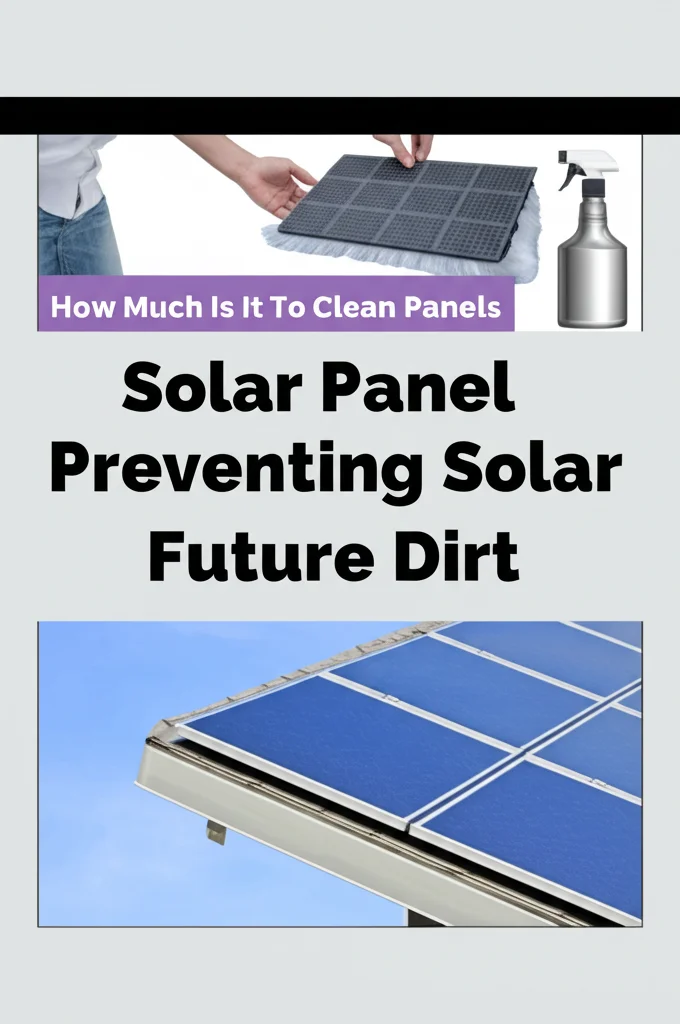 How Much Is It To Clean Panels
Solar Panel
Preventing Solar
Future Dirt